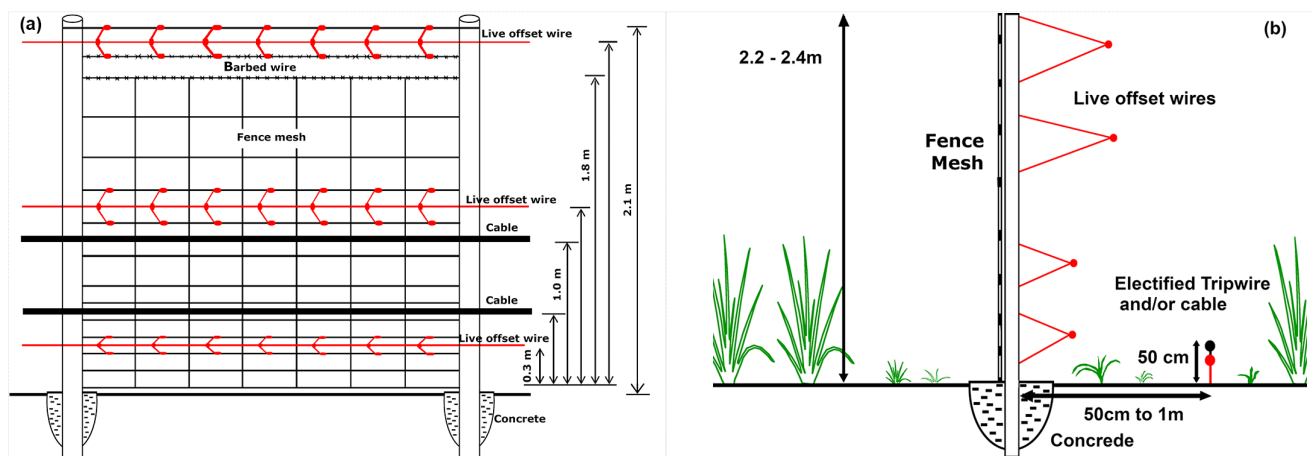 (a)
Live offset wire
Barbed wire
Fence mesh
Live offset wire
Cable
Cable
Live offset wire
0.3 m
1.0 m
1.8 m
2.1 m
Concrete
(b)
2.2 - 2.4m
Live offset wires
Fence
Mesh
Electified Tripwire
and/or cable
50 cm
50cm to 1m
Concrede